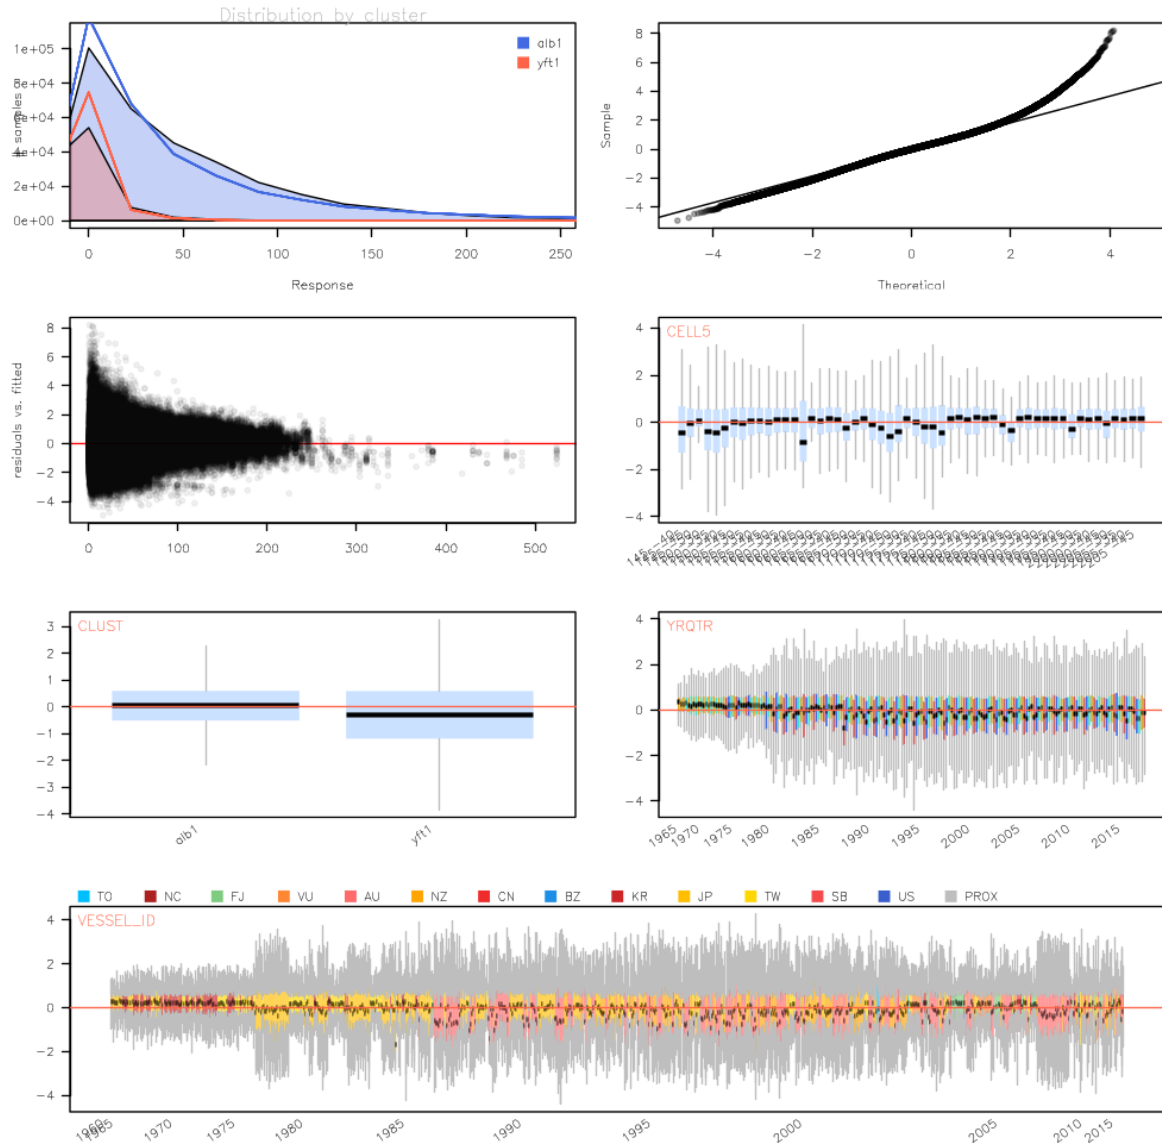 Distribution by cluster
1e+05
8e+04
6e+04
4e+04
2e+04
0e+00
alb1
yft1
0 50 100 150 200 250
Response
Sample
8
6
4
2
0
−2
−4
−4 −2 0 2 4
Theoretical
residuals vs. fitted
8
6
4
2
0
−2
−4
0 100 200 300 400 500
CELL5
4
2
0
−2
−4
CLUST
3
2
1
0
−1
−2
−3
−4
alb1 yft1
YRQTR
4
2
0
−2
−4
1965 1970 1975 1980 1985 1990 1995 2000 2005 2010 2015
TO NC FJ VU AU NZ CN BZ KR JP TW SB US PROX
VESSEL_ID
4
2
0
−2
−4
1960 1965 1970 1975 1980 1985 1990 1995 2000 2005 2010 2015